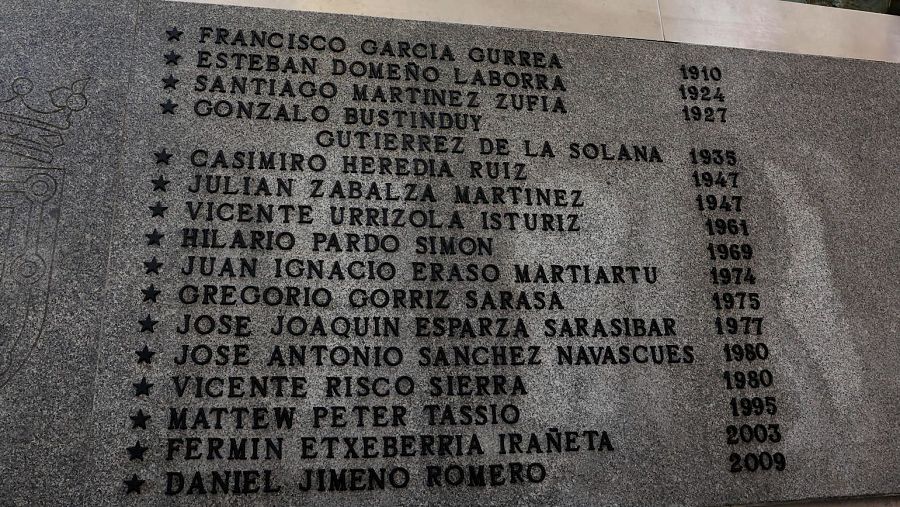 ★ FRANCISCO GARCIA GURREA 1910
★ ESTEBAN DOMEÑO LABORRA 1924
★ SANTIAGO MARTINEZ ZUFIA 1927
★ GONZALO BUSTINDUY
GUTIERREZ DE LA SOLANA 1935
★ CASIMIRO HEREDIA RUIZ 1947
★ JULIAN ZABALZA MARTINEZ 1947
★ VICENTE URRIZOLA ISTURIZ 1961
★ HILARIO PARDO SIMON 1969
★ JUAN IGNACIO ERASO MARTIARTU 1974
★ GREGORIO GORRIZ SARASA 1975
★ JOSE JOAQUIN ESPARZA SARASIBAR 1977
★ JOSE ANTONIO SANCHEZ NAVASCUES 1980
★ VICENTE RISCO SIERRA 1980
★ MATTEW PETER TASSIO 1995
★ FERMIN ETXEBERRIA IRAÑETA 2003
★ DANIEL JIMENO ROMERO 2009